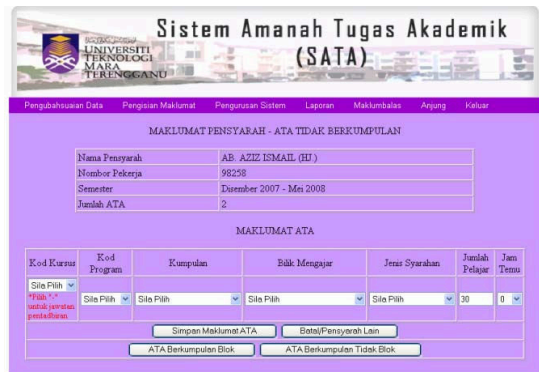 Sistem Amanah Tugas Akademik
(SATA)
UNIVERSITI
TEKNOLOGI
MARA
TERENGGANU
Pengubahsuaian Data Pengisian Maklumat Pengurusan Sistem Laporan Maklumbalas Anjung Keluar
MAKLUMAT PENSYARAH - ATA TIDAK BERKUMPULAN
Nama Pensyarah AB. AZIZ ISMAIL (HJ.)
Nombor Pekerja 98258
Semester Disember 2007 - Mei 2008
Jumlah ATA 2
MAKLUMAT ATA
Kod Kursus Kod Program Kumpulan Bilik Mengajar Jenis Syarahan Jumlah Pelajar Jam Temu
Sila Pilih
*Pilih "-"
untuk jawatan
pentadbiran
Sila Pilih Sila Pilih Sila Pilih Sila Pilih 30 0
Simpan Maklumat ATA Batal/Pensyarah Lain
ATA Berkumpulan Blok ATA Berkumpulan Tidak Blok